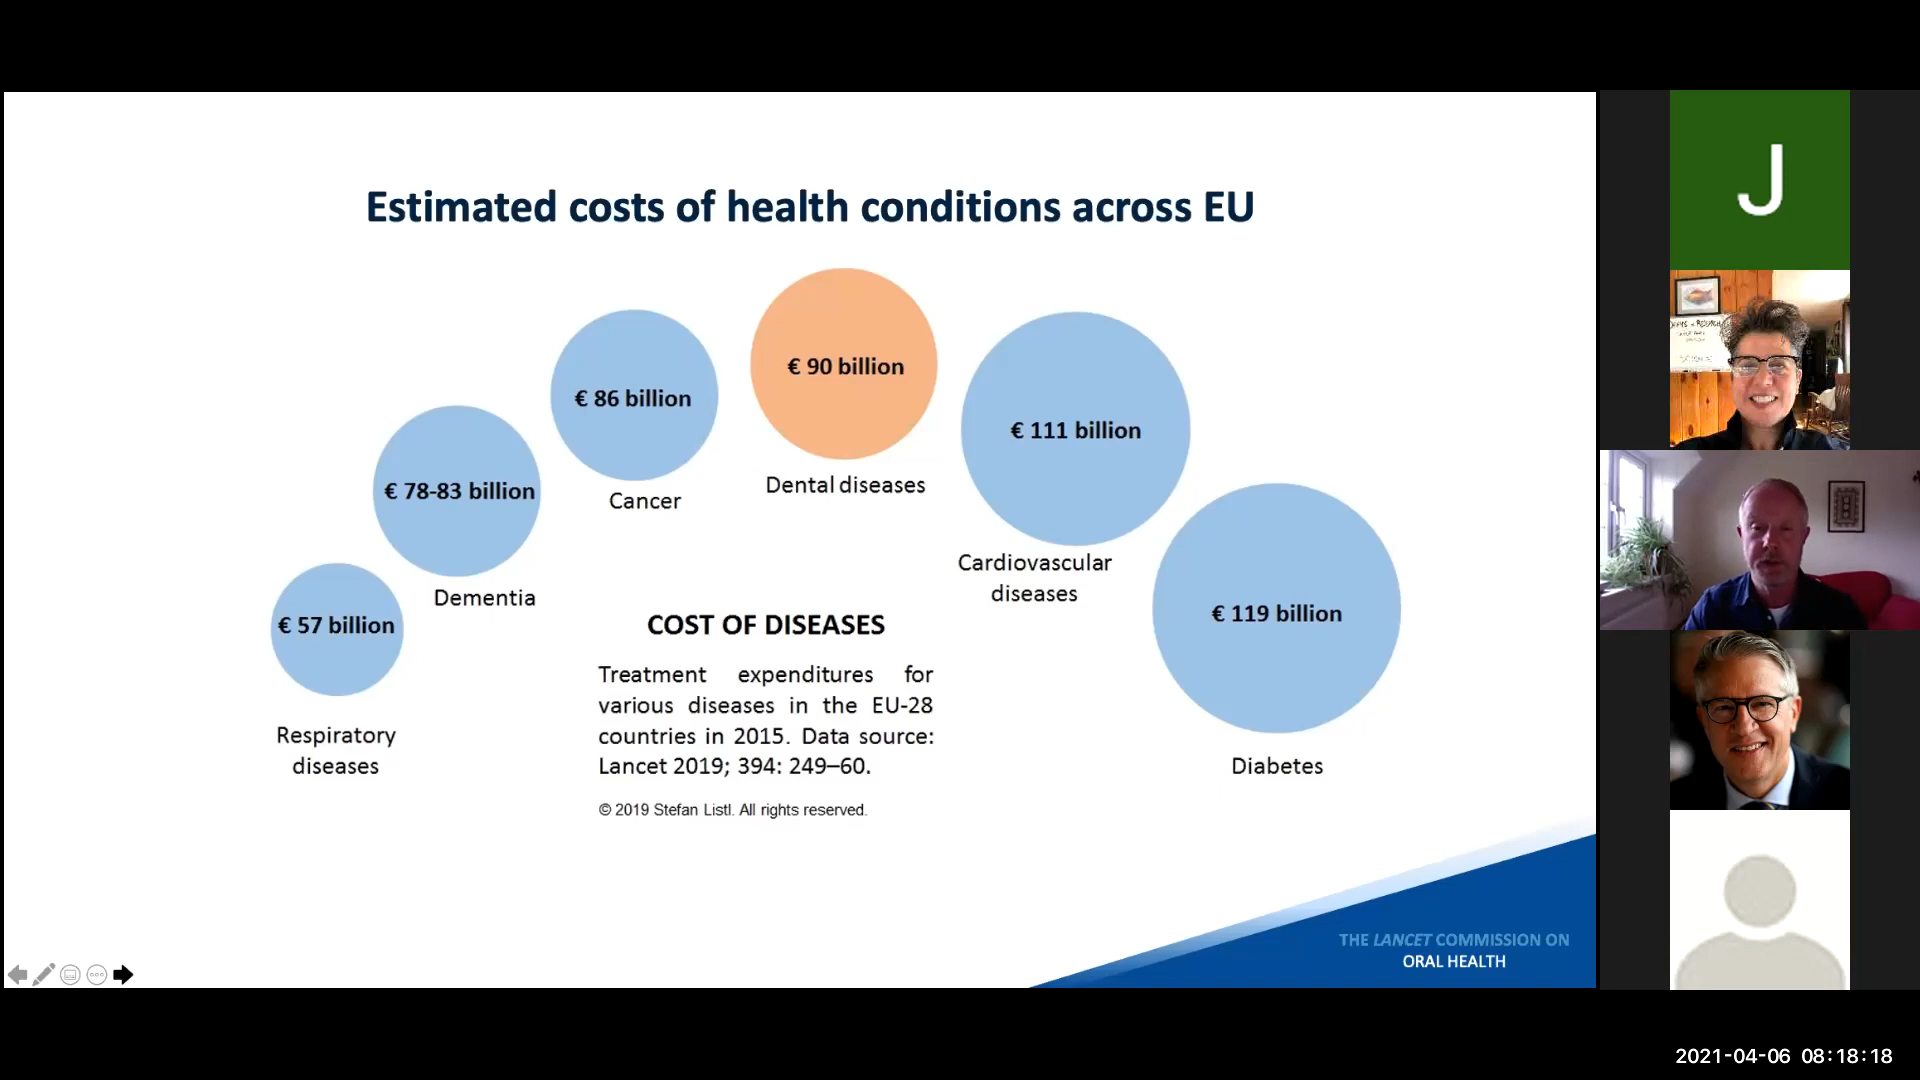 Estimated costs of health conditions across EU
€ 90 billion
Dental diseases
€ 86 billion
Cancer
€ 111 billion
Cardiovascular
diseases
€ 78-83 billion
Dementia
€ 57 billion
Respiratory
diseases
€ 119 billion
Diabetes
COST OF DISEASES
Treatment expenditures for
various diseases in the EU-28
countries in 2015. Data source:
Lancet 2019; 394: 249–60.
© 2019 Stefan Listl. All rights reserved.
THE LANCET COMMISSION ON
ORAL HEALTH
J
2021-04-06 08:18:18